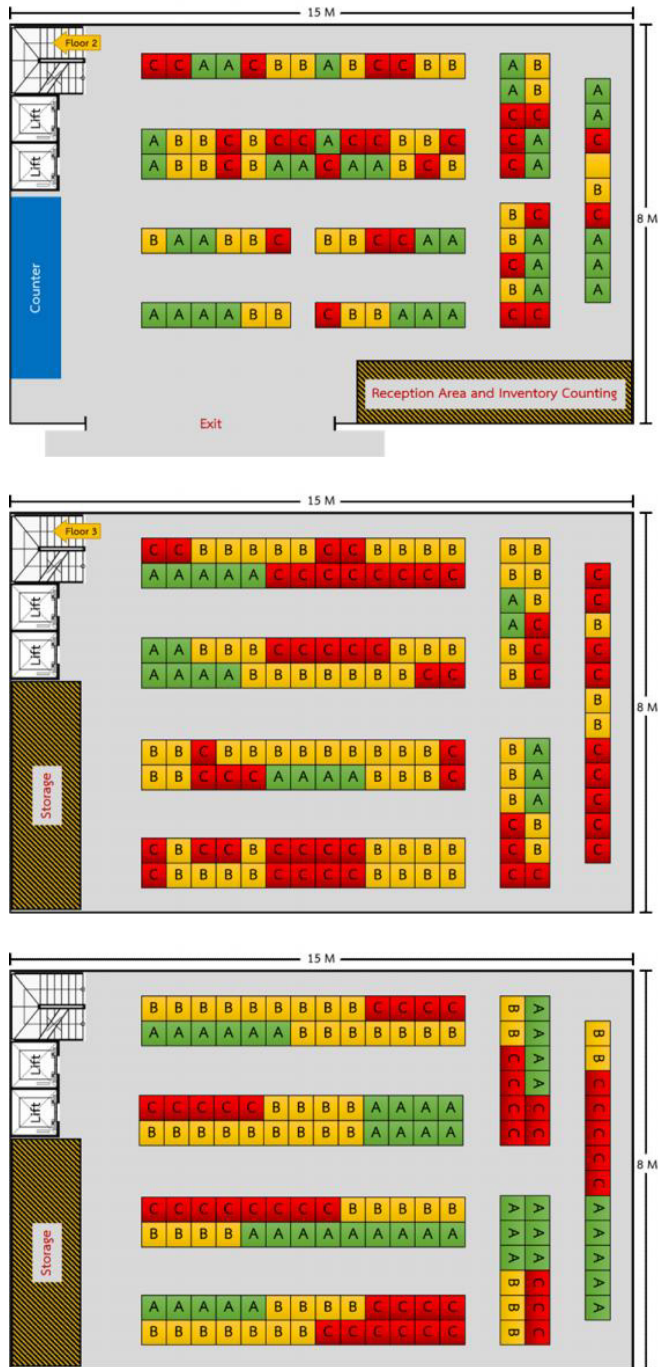 15 M
Floor 2
Lift
Lift
Counter
C C A A C B B A B C C B B
A B B C B C C A C C B B C
A B B C B A A C A A B C B
B A A B B C B B C C A A
A A A A B B C B B A A A
A B
A B
C C
C A
C A
B C
B A
C A
B A
C C
A A C B C A A A
8 M
Reception Area and Inventory Counting
Exit
15 M
Floor 3
Lift
Lift
Storage
C C B B B B B C C B B B B
A A A A A C C C C C C C C
A A B B B C C C C C B B B
A A A A B B B B B B B C C
B B C B B B B B B B B B C
B B C C C A A A A B B B C
C B C C B C C C C B B B B
C B B B B C C C C B B B B
B B
B B
A B
A C
B C
B C
B A
B A
B A
C B
C B
C C
C C B C C B B C C C C C
8 M
15 M
Lift
Lift
Storage
B B B B B B B B B C C C C
A A A A A A B B B B B B B
C C C C C B B B B A A A A
B B B B B B B B B A A A A
C C C C C C C C B B B B B
B B B B A A A A A A A A A
A A A A A B B B B C C C C
B B B B B B B C C C C C C
B A
B A
C A
C A
C C
C C
A A
A A
A A
B C
B C
B C
B B C C C C C A A A A A
8 M